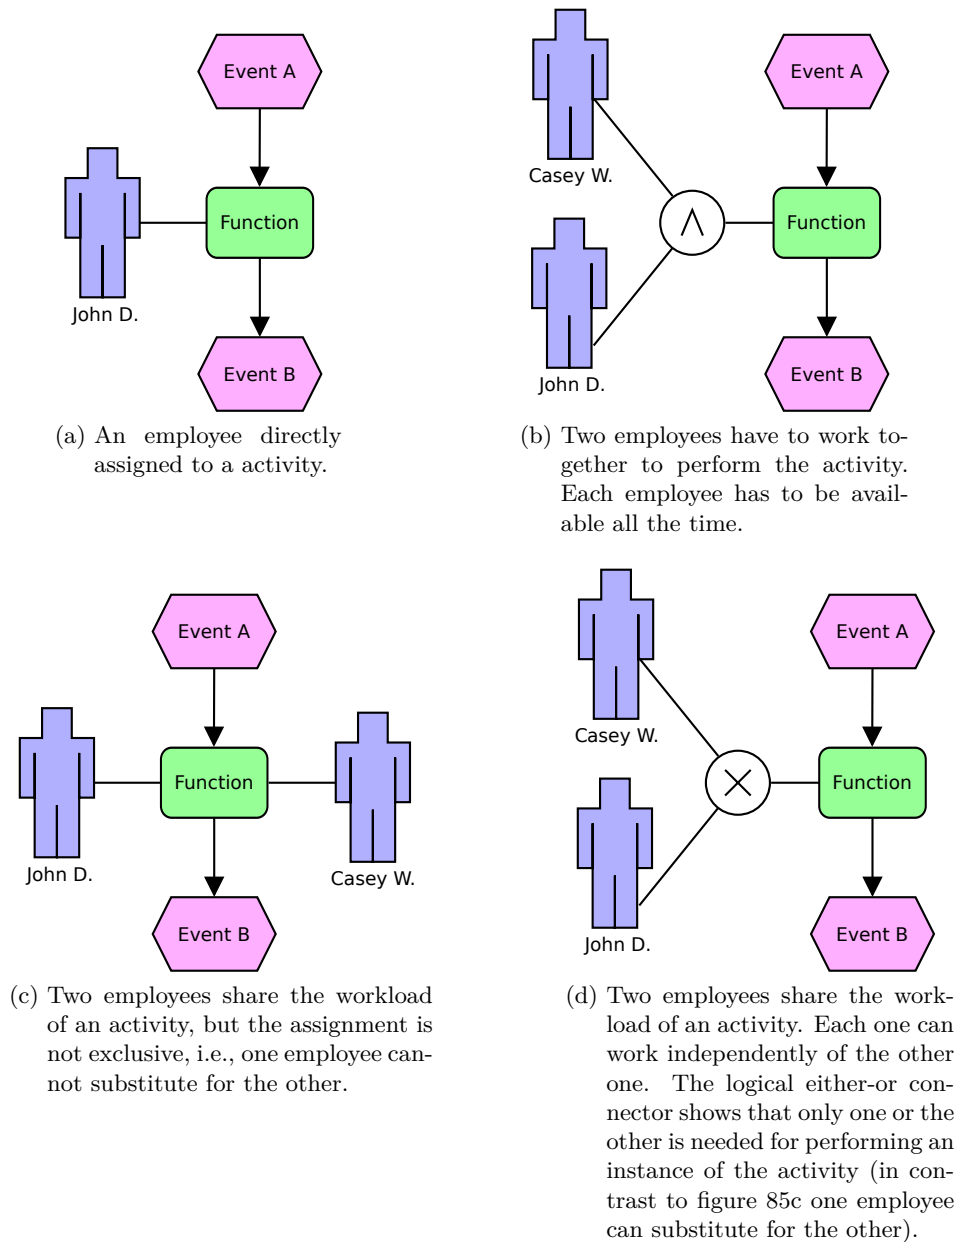 Event A
Function
John D.
Event B
(a) An employee directly
assigned to a activity.
Casey W.
Event A
Function
John D.
Event B
(b) Two employees have to work to-
gether to perform the activity.
Each employee has to be avail-
able all the time.
Event A
John D.
Function
Casey W.
Event B
(c) Two employees share the workload
of an activity, but the assignment is
not exclusive, i.e., one employee can-
not substitute for the other.
Casey W.
Event A
Function
John D.
Event B
(d) Two employees share the work-
load of an activity. Each one can
work independently of the other
one. The logical either-or con-
nector shows that only one or the
other is needed for performing an
instance of the activity (in con-
trast to figure 85c one employee
can substitute for the other).